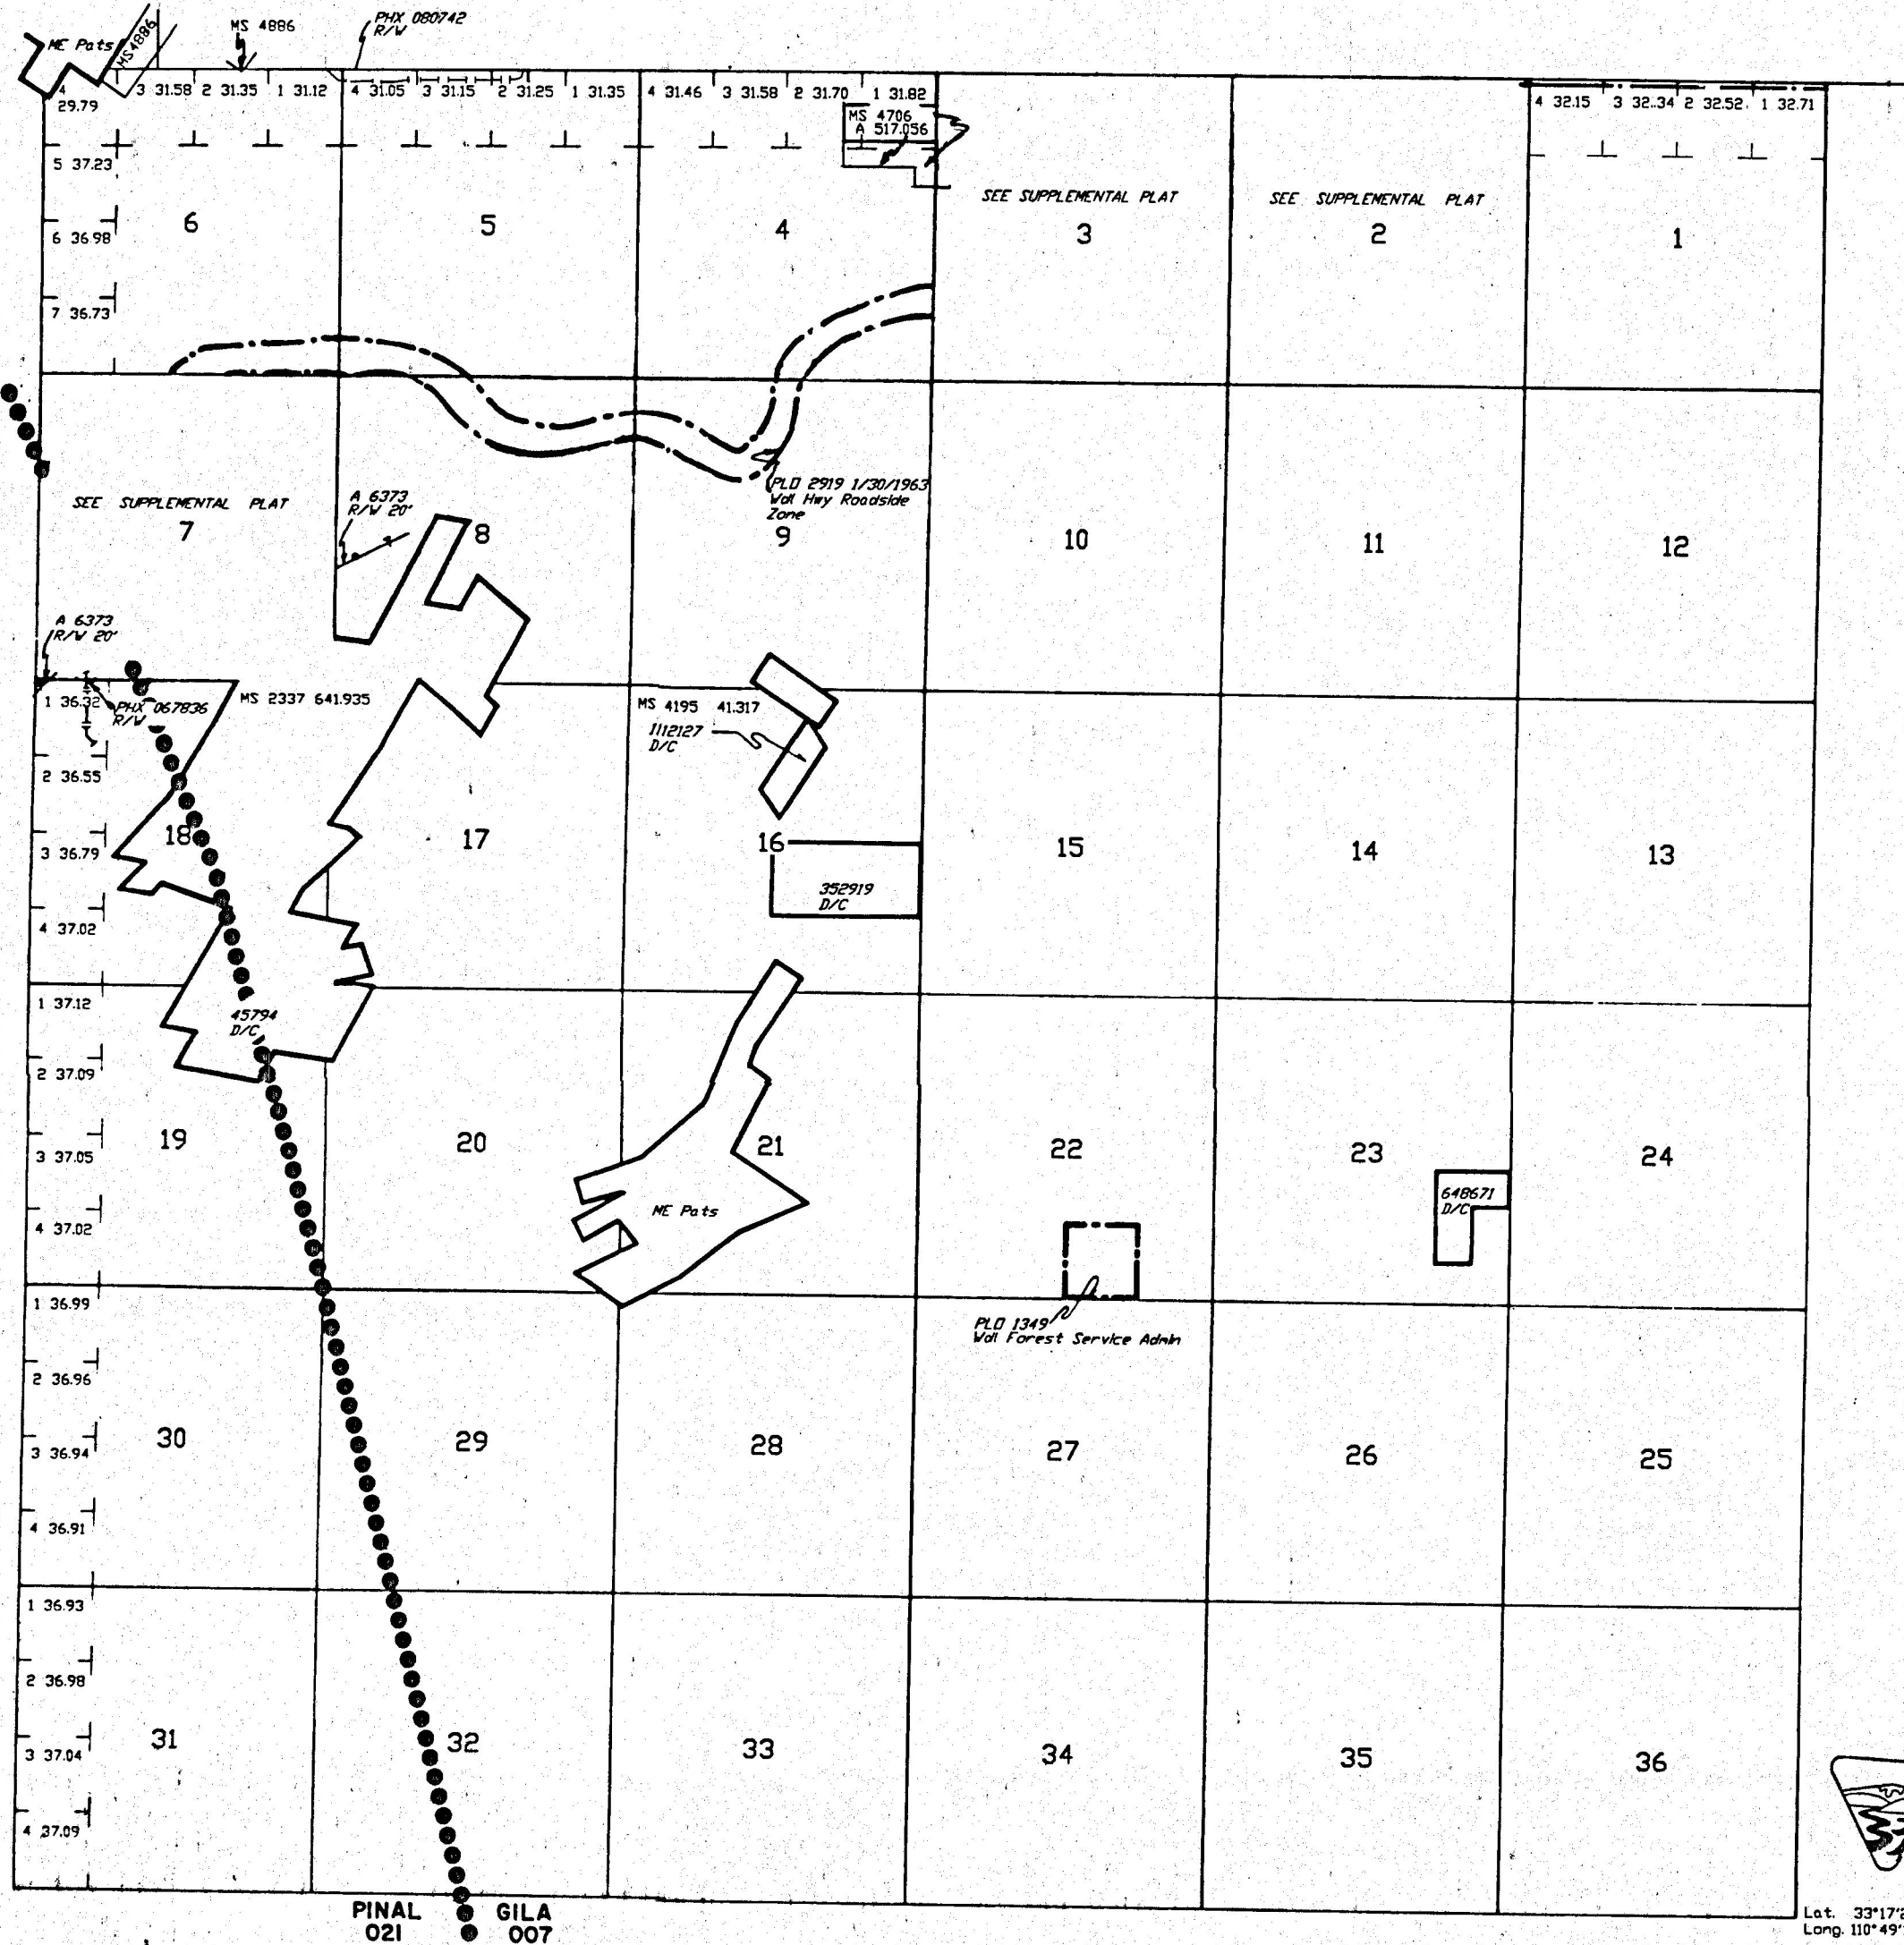 ME Pats
MS 4886
MS 4886
PHX 080742
R/W
4
29.79
3 31.58 2 31.35 1 31.12 4 31.05 3 31.15 2 31.25 1 31.35 4 31.46 3 31.58 2 31.70 1 31.82
4 32.15 3 32.34 2 32.52 1 32.71
MS 4706
A 517.056
5 37.23
6 36.98
7 36.73
6
5
4
SEE SUPPLEMENTAL PLAT
3
SEE SUPPLEMENTAL PLAT
2
1
SEE SUPPLEMENTAL PLAT
7
A 6373
R/W 20'
8
PLO 2919 1/30/1963
Wdl Hwy Roadside
Zone
9
10
11
12
A 6373
R/W 20'
1 36.32
PHX 067836
R/W
MS 2337 641.935
MS 4195 41.317
1112127
D/C
2 36.55
3 36.79
4 37.02
18
17
16
352919
D/C
15
14
13
1 37.12
45794
D/C
2 37.09
3 37.05
4 37.02
19
20
21
ME Pats
22
23
648671
D/C
24
PLO 1349
Wdl Forest Service Admin
1 36.99
2 36.96
3 36.94
4 36.91
30
29
28
27
26
25
1 36.93
2 36.98
3 37.04
4 37.09
31
32
33
34
35
36
PINAL
021
GILA
007
Lat. 33°17'2
Long. 110°49'